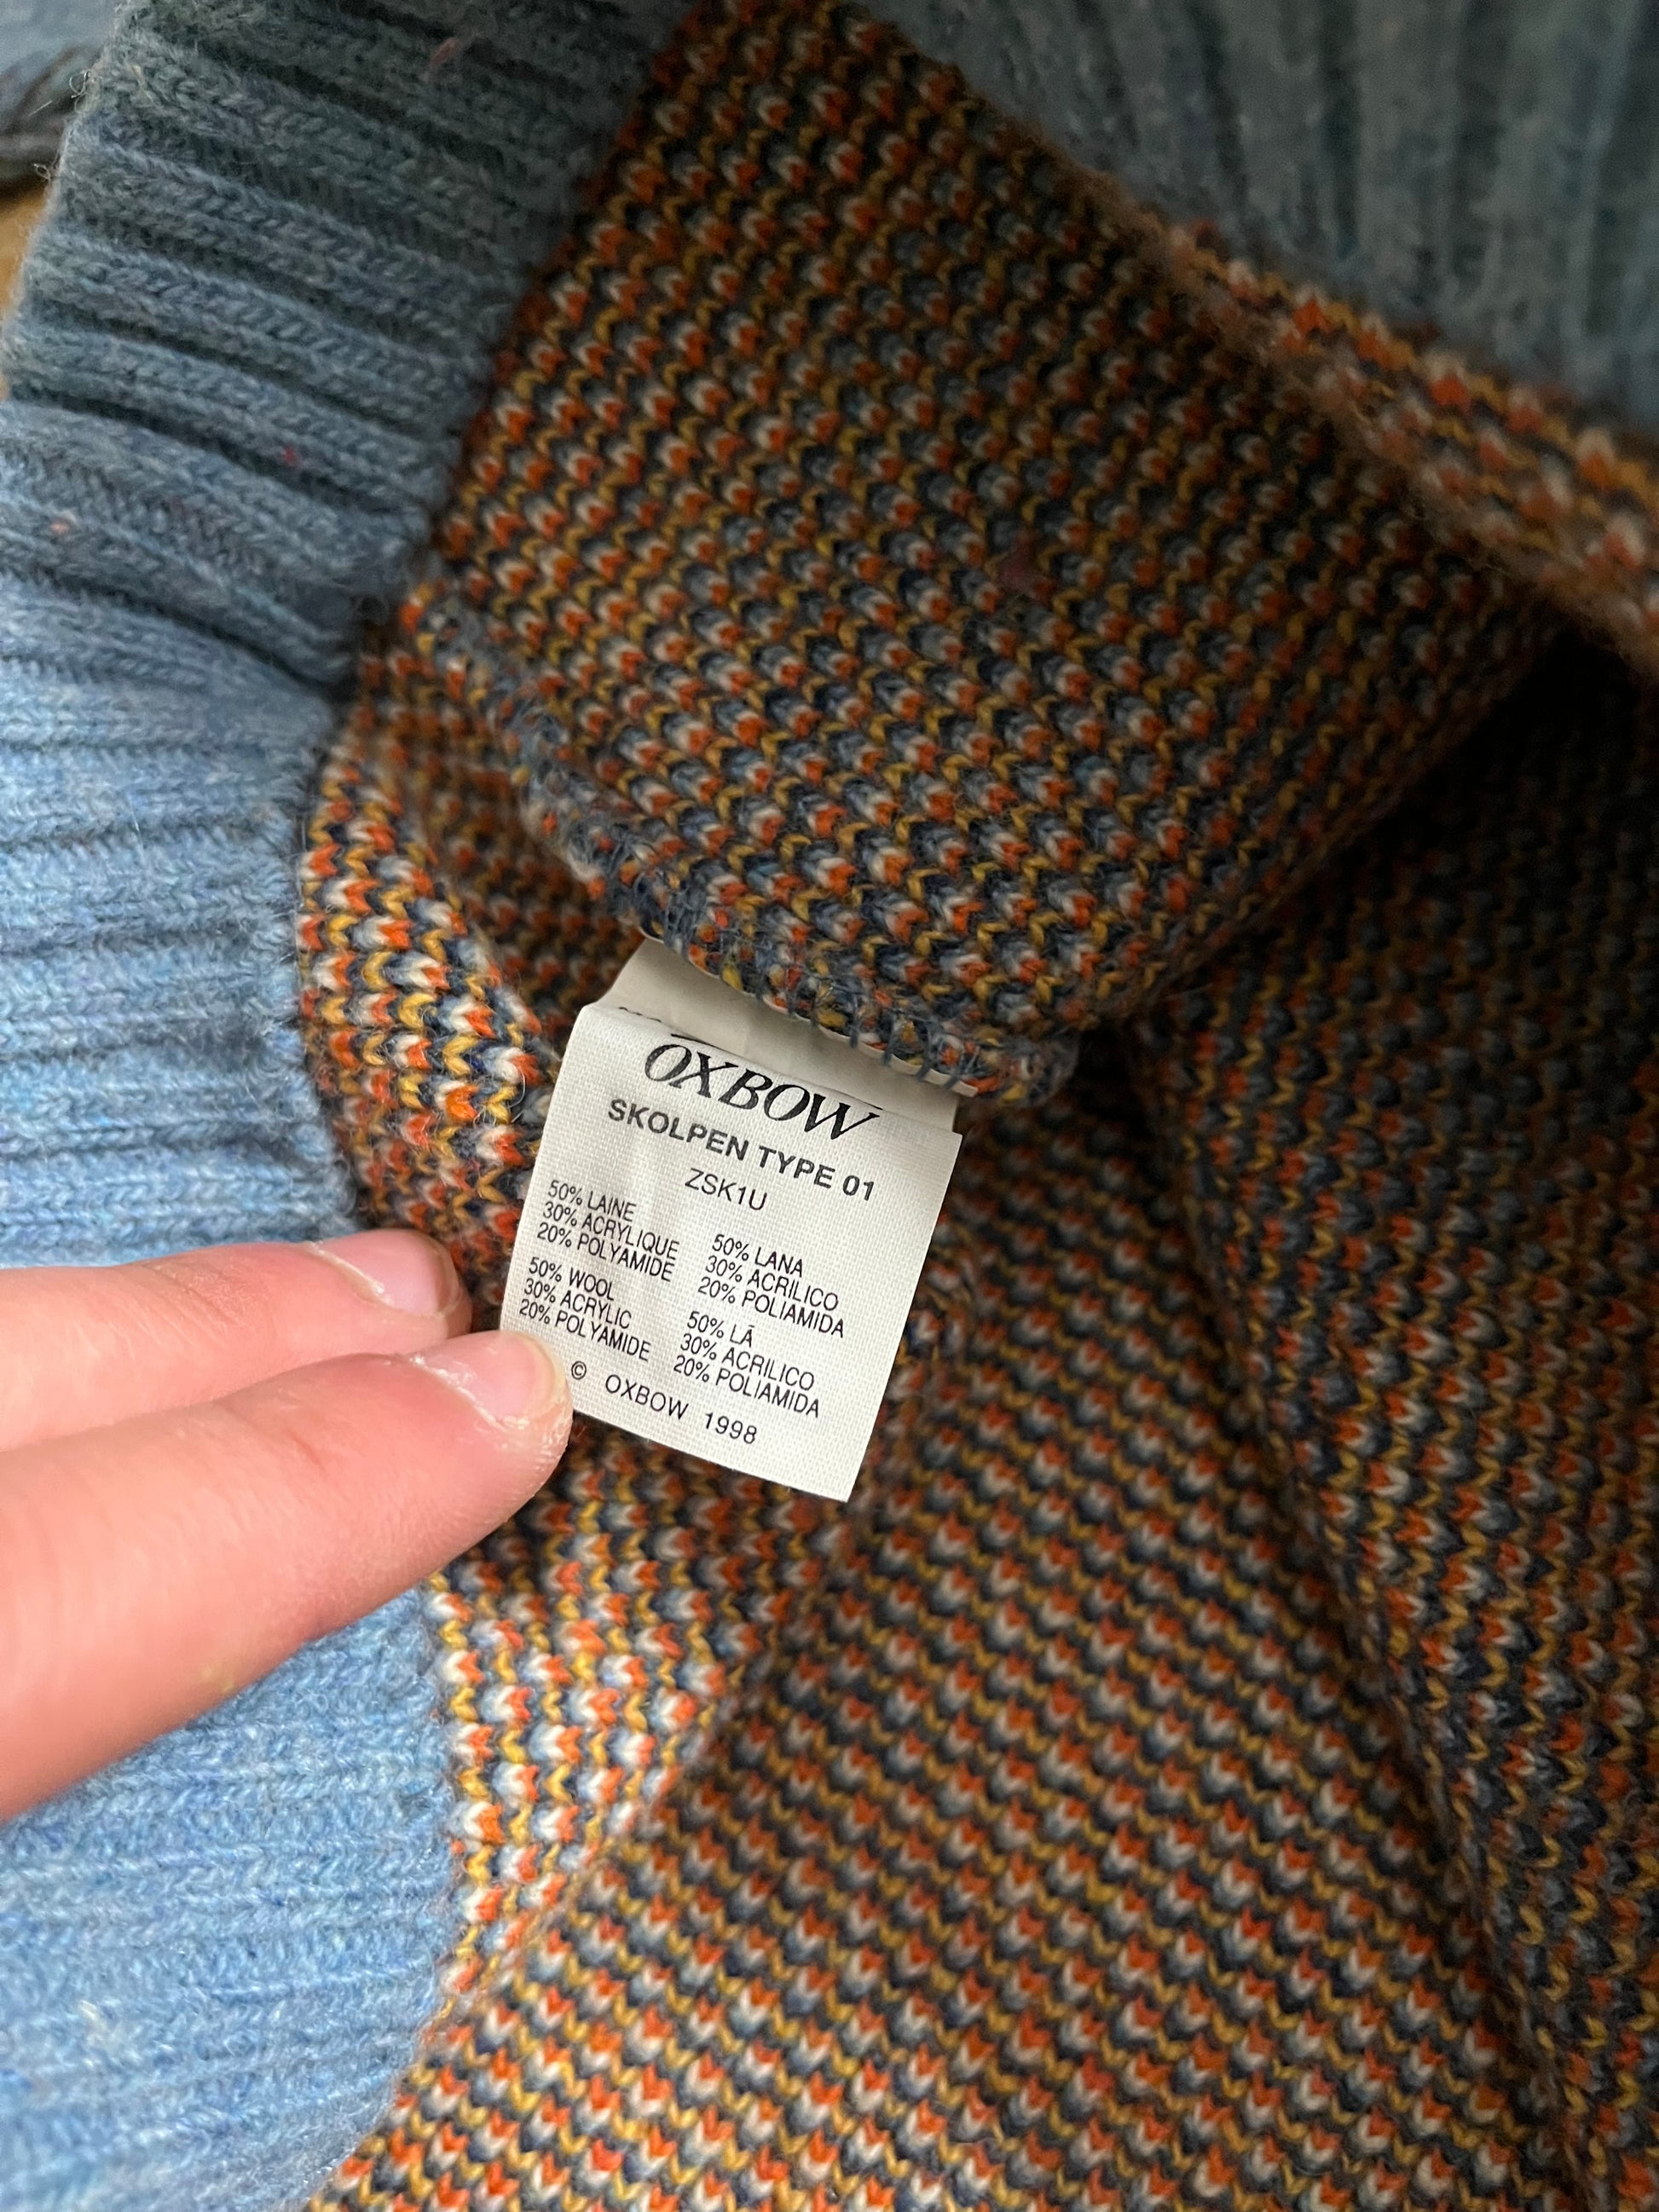 OXBOW
SKOLPEN TYPE 01
ZSK1U
50% LAINE
30% ACRYLIQUE
20% POLYAMIDE
50% WOOL
30% ACRYLIC
20% POLYAMIDE
50% LANA
30% ACRILICO
20% POLIAMIDA
50% LÃ
30% ACRILICO
20% POLIAMIDA
© OXBOW 1998